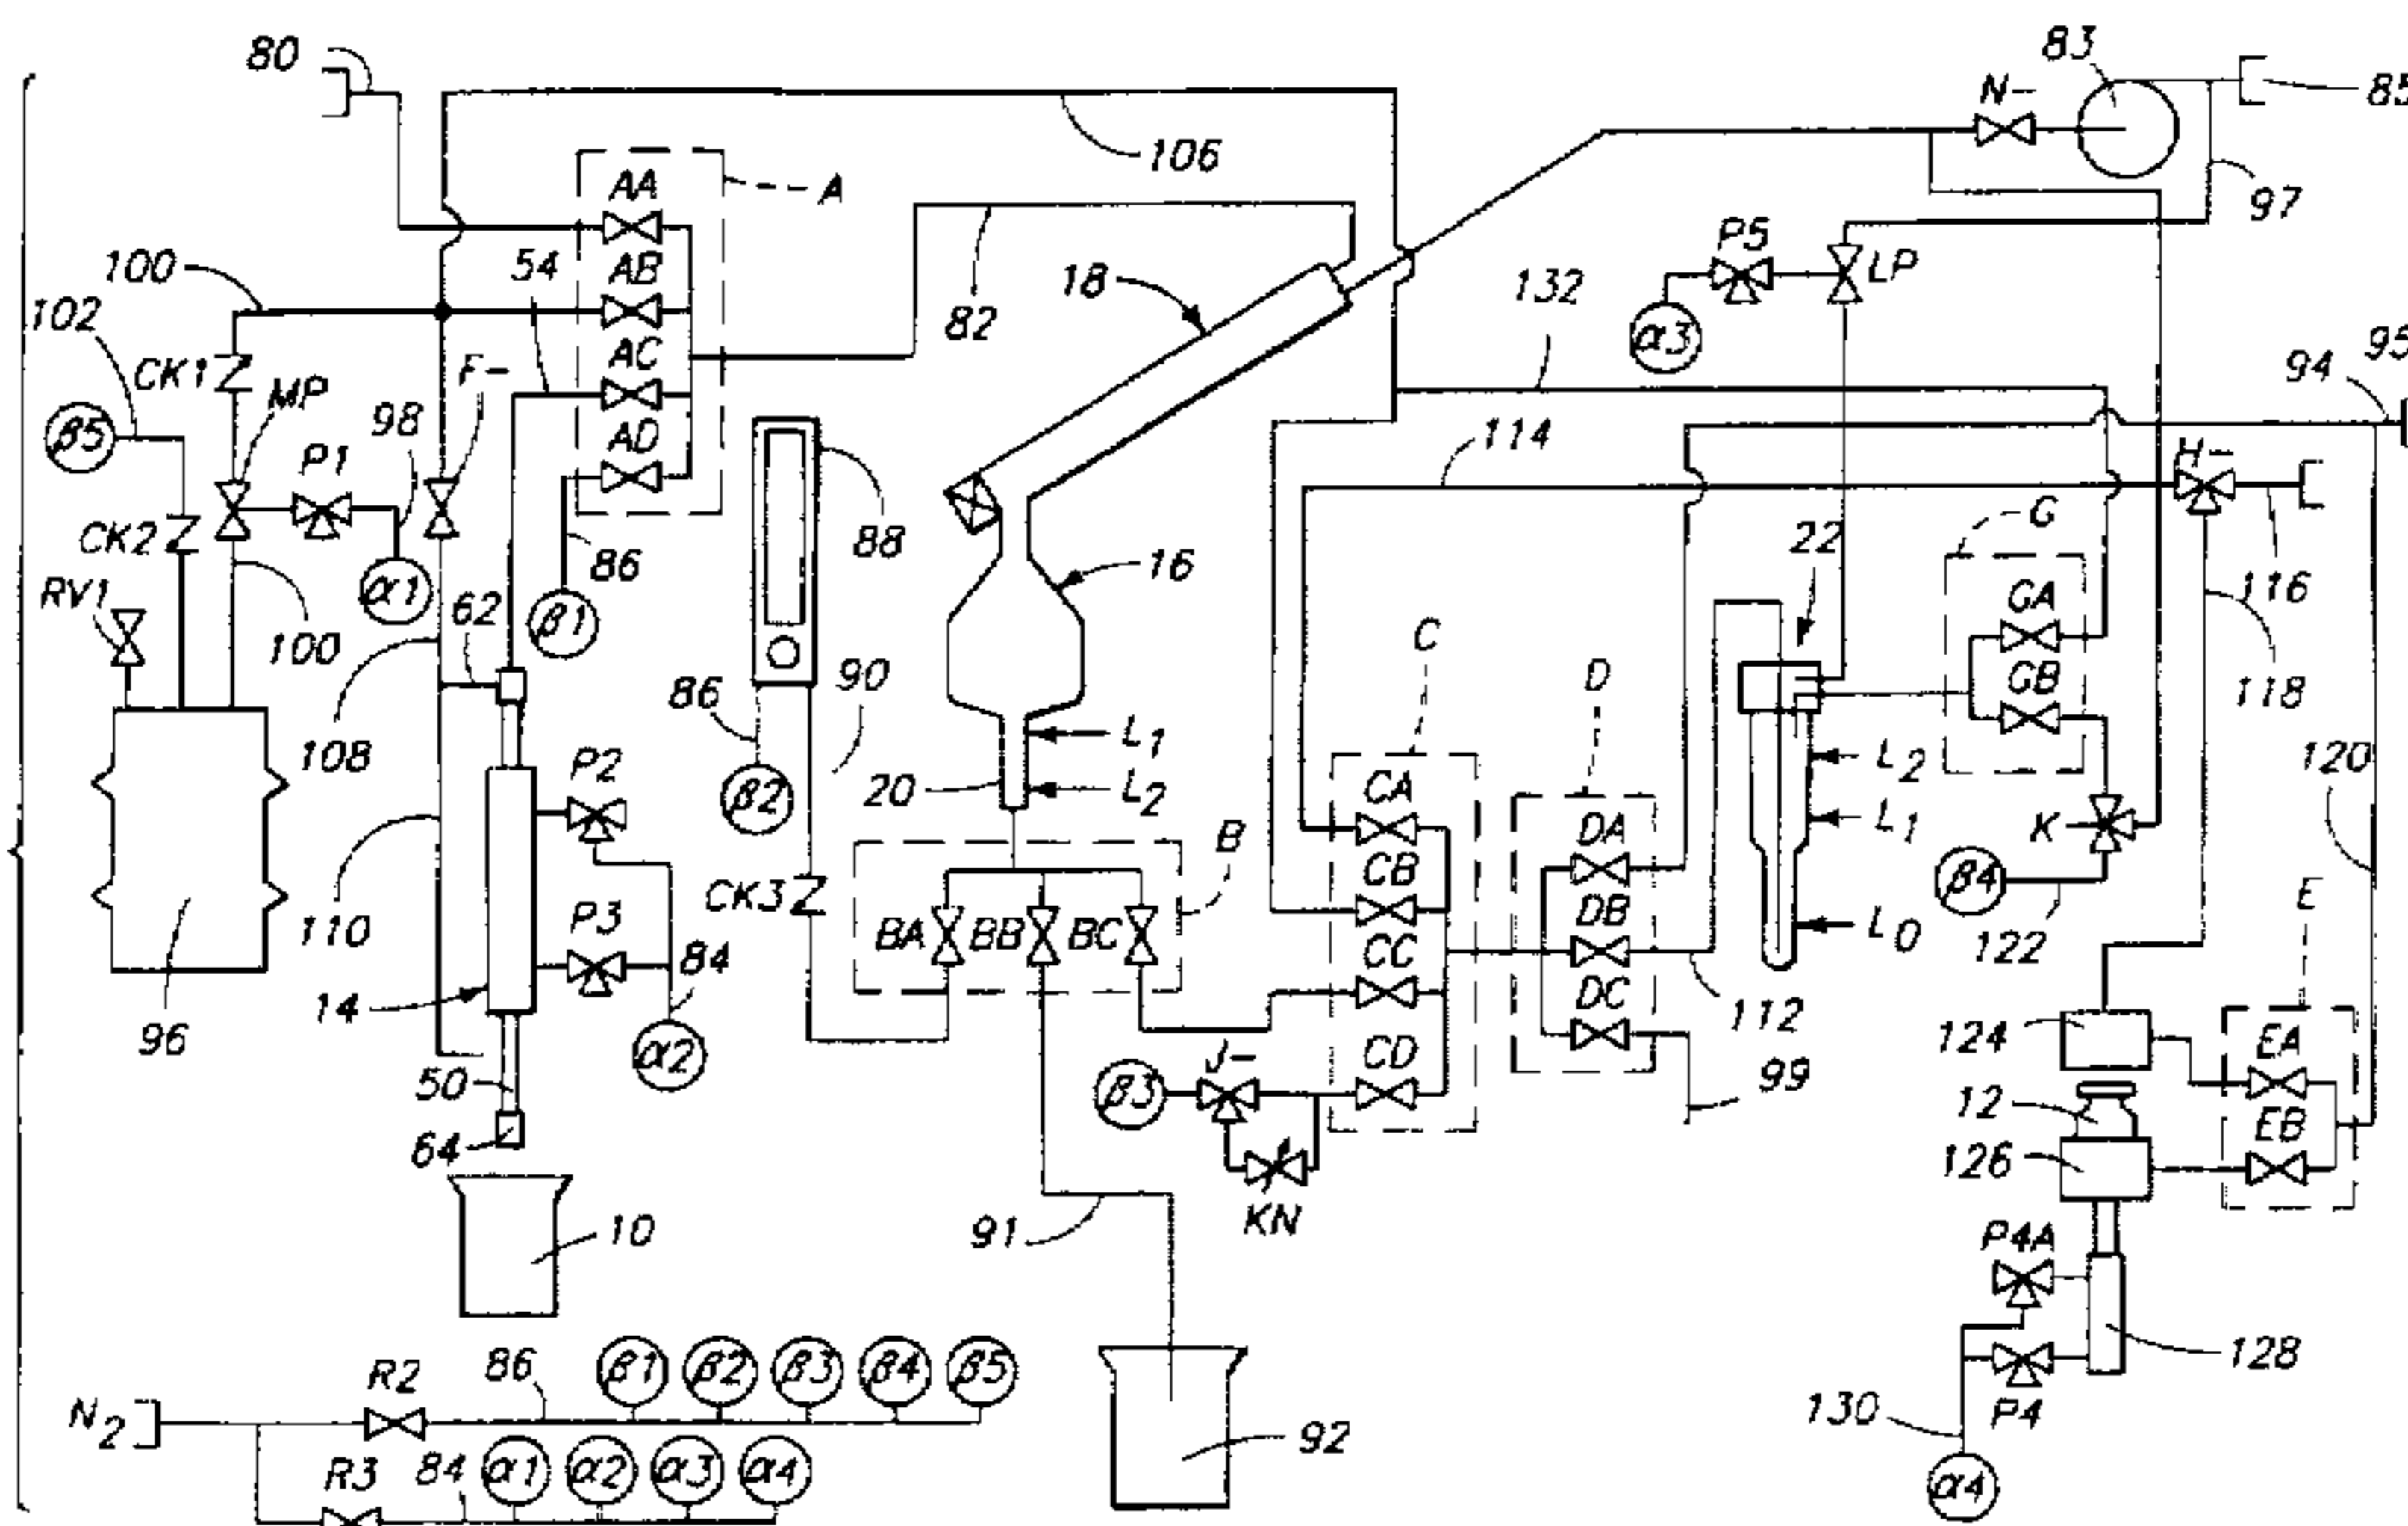 80
83
N-
85
106
AA
A
97
P5
54
AB
LP
100
18
82
132
102
α3
AC
95
CK1
F-
94
MP
98
β5
AD
114
P1
H-
88
G
CK2
22
86
16
116
RV1
α1
62
β1
GA
100
C
90
GB
86
D
118
L1
108
P2
L2
β2
20
L2
CA
120
DA
L1
K
B
CB
β4
E
CK3
DB
110
P3
BA
BB
BC
L0
84
CC
122
14
DC
112
96
124
EA
α2
J-
CD
50
β3
99
12
EB
64
126
KN
10
91
P4A
128
R2
86
β1
β2
β3
β4
β5
N2
P4
130
92
R3
84
α1
α2
α3
α4
α4